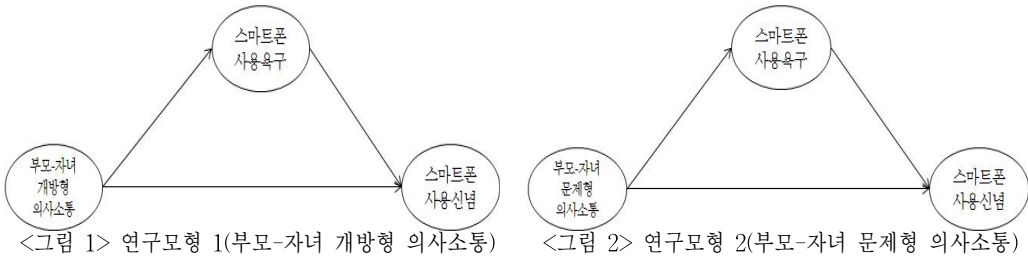 스마트폰
사용욕구
부모-자녀
개방형
의사소통
스마트폰
사용신념
<그림 1> 연구모형 1(부모-자녀 개방형 의사소통)
스마트폰
사용욕구
부모-자녀
문제형
의사소통
스마트폰
사용신념
<그림 2> 연구모형 2(부모-자녀 문제형 의사소통)